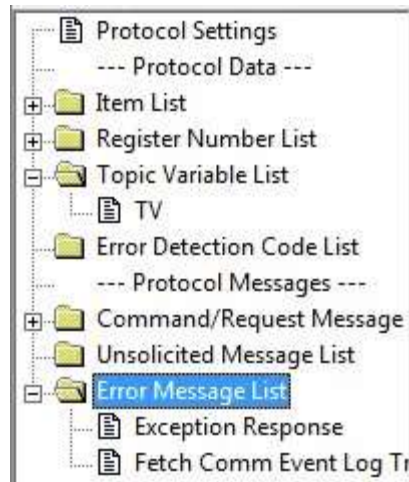 Protocol Settings
--- Protocol Data ---
Item List
Register Number List
Topic Variable List
TV
Error Detection Code List
--- Protocol Messages ---
Command/Request Message
Unsolicited Message List
Error Message List
Exception Response
Fetch Comm Event Log Tr